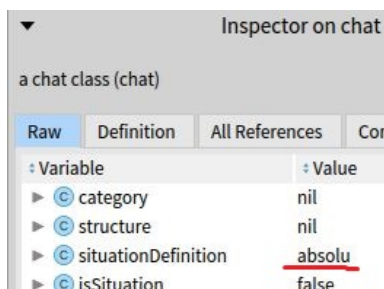 Inspector on chat
a chat class (chat)
Raw Definition All References Con
Variable Value
category nil
structure nil
situationDefinition absolu
isSituation false